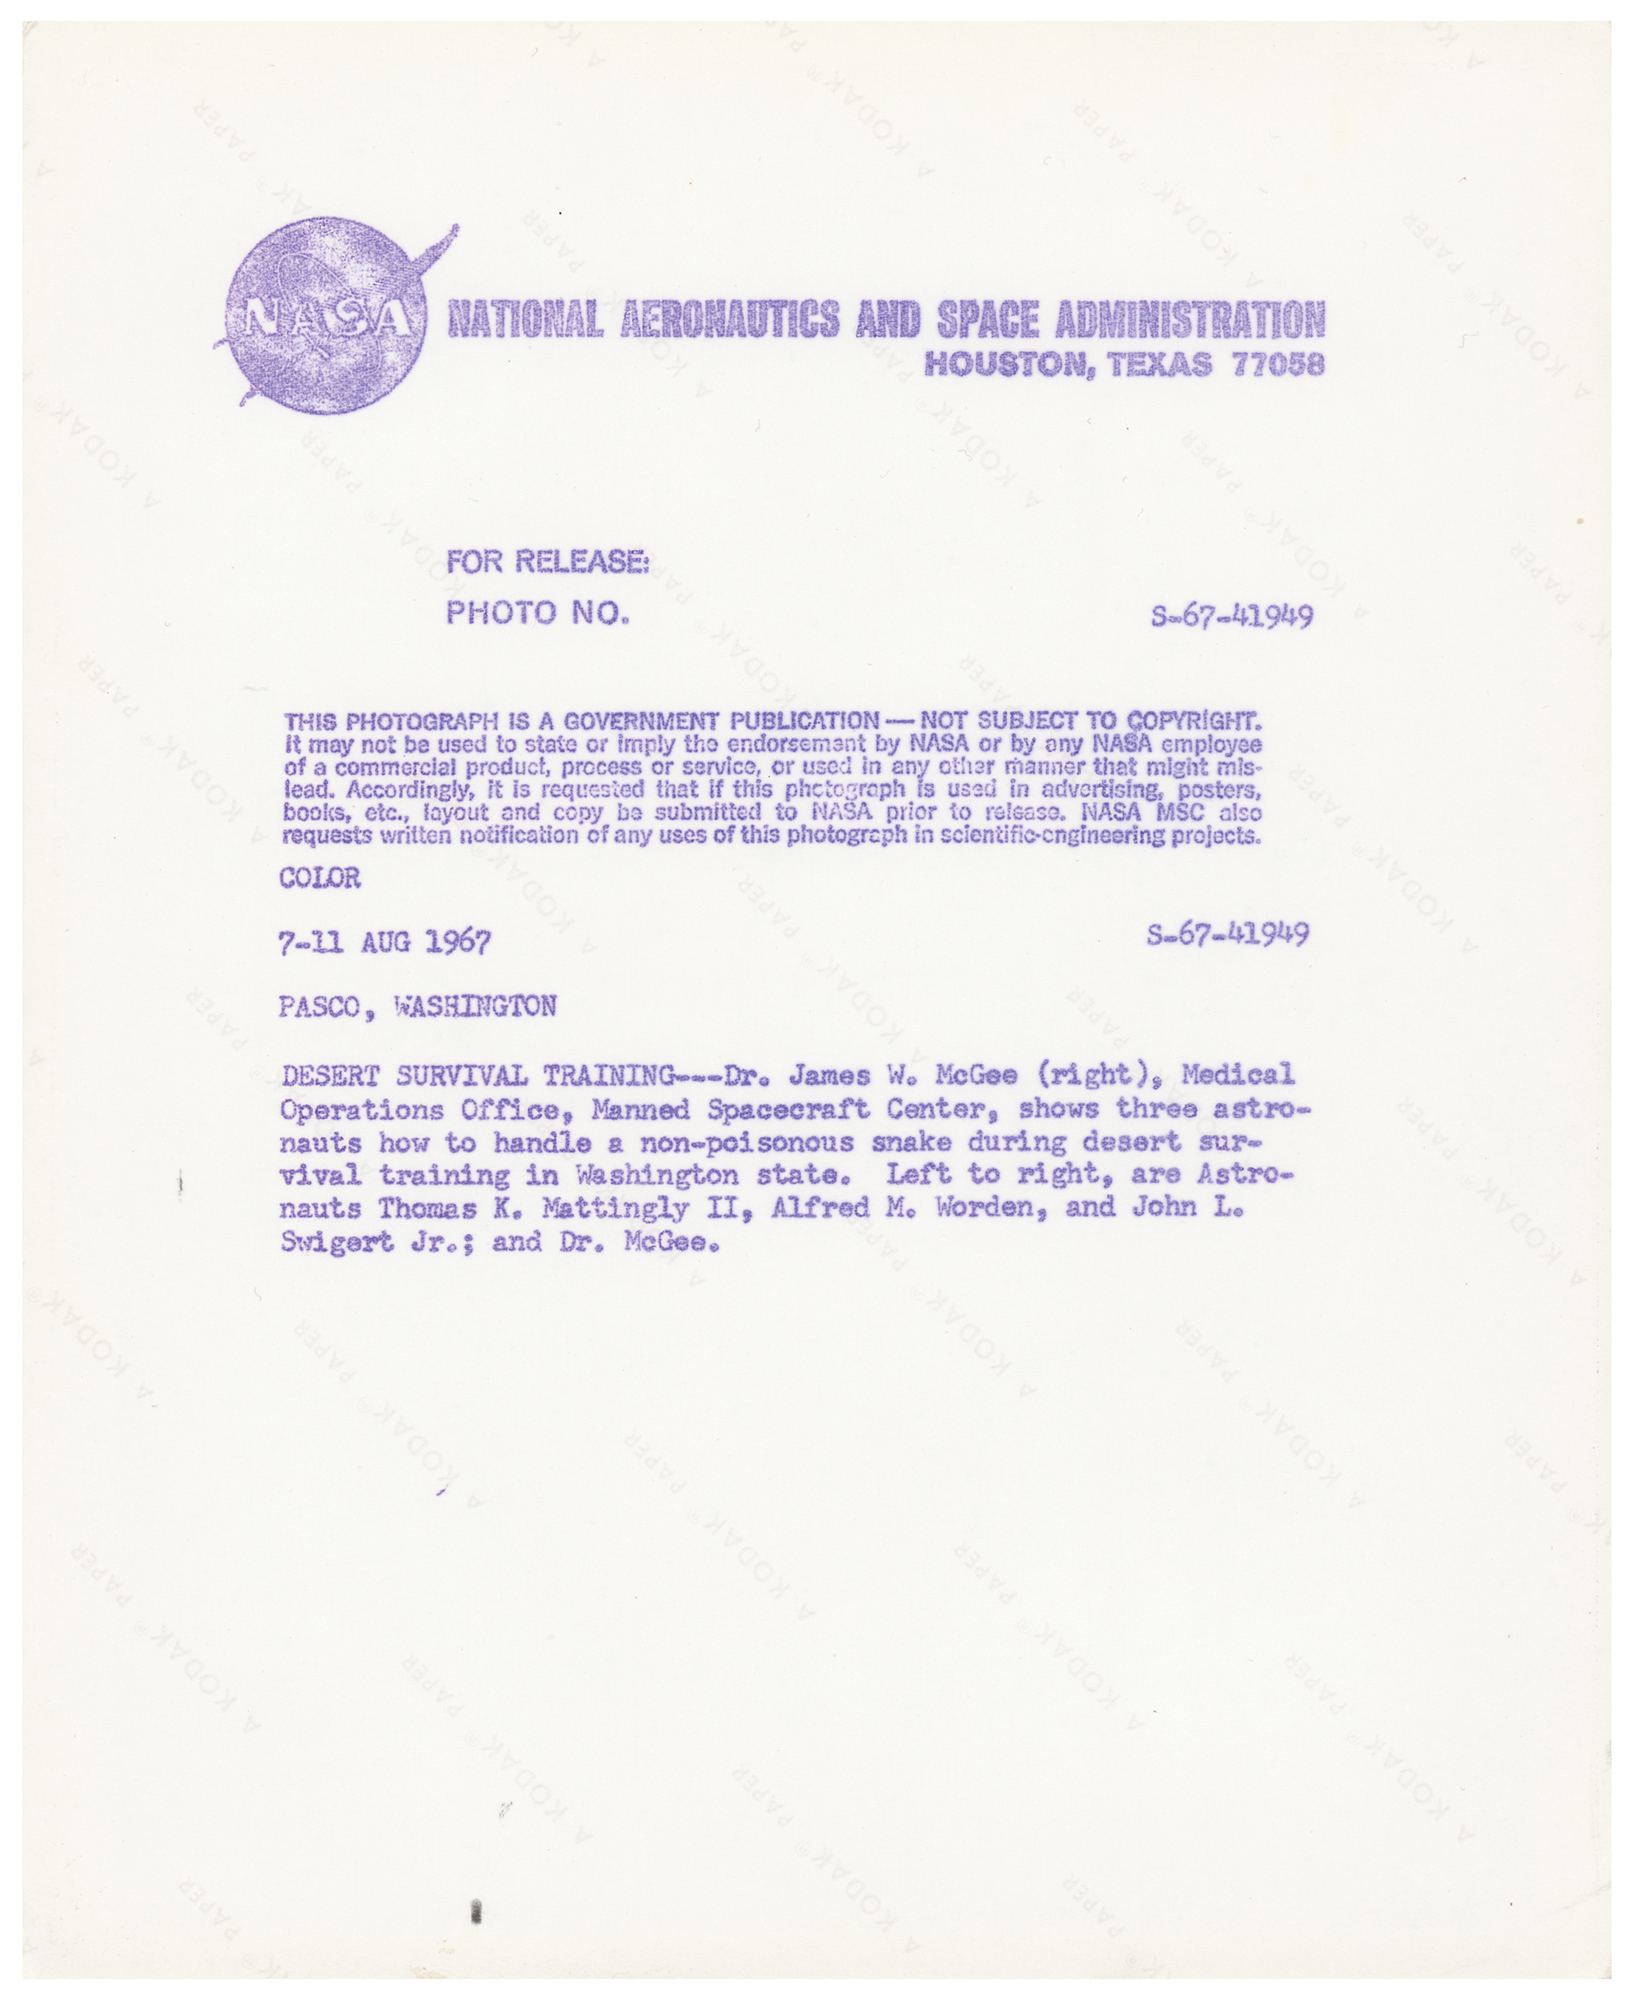 NASA
NATIONAL AERONAUTICS AND SPACE ADMINISTRATION
HOUSTON, TEXAS 77058
FOR RELEASE:
PHOTO NO.
S-67-41949
THIS PHOTOGRAPH IS A GOVERNMENT PUBLICATION — NOT SUBJECT TO COPYRIGHT.
It may not be used to state or imply the endorsement by NASA or by any NASA employee
of a commercial product, process or service, or used in any other manner that might mis-
lead. Accordingly, it is requested that if this photograph is used in advertising, posters,
books, etc., layout and copy be submitted to NASA prior to release. NASA MSC also
requests written notification of any uses of this photograph in scientific-engineering projects.
COLOR
7-11 AUG 1967
S-67-41949
PASCO, WASHINGTON
DESERT SURVIVAL TRAINING---Dr. James W. McGee (right), Medical
Operations Office, Manned Spacecraft Center, shows three astro-
nauts how to handle a non-poisonous snake during desert sur-
vival training in Washington state. Left to right, are Astro-
nauts Thomas K. Mattingly II, Alfred M. Worden, and John L.
Swigert Jr.; and Dr. McGee.
A KODAK® PAPER